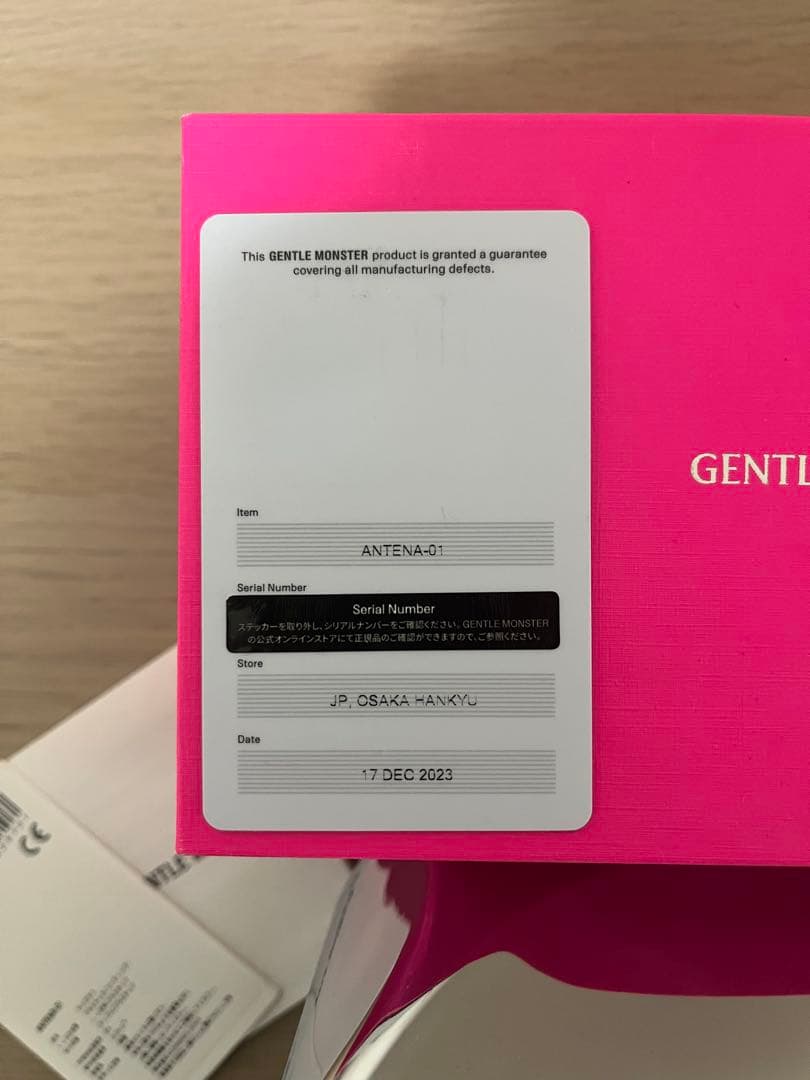 This GENTLE MONSTER product is granted a guarantee
covering all manufacturing defects.
GENTL
Item
ANTENA-01
Serial Number
Serial Number
ステッカーを取り外し、シリアルナンバーをご確認ください。GENTLE MONSTER
の公式オンラインストアにて正規品のご確認ができますので、ご参照ください。
Store
JP, OSAKA HANKYU
Date
17 DEC 2023
CE